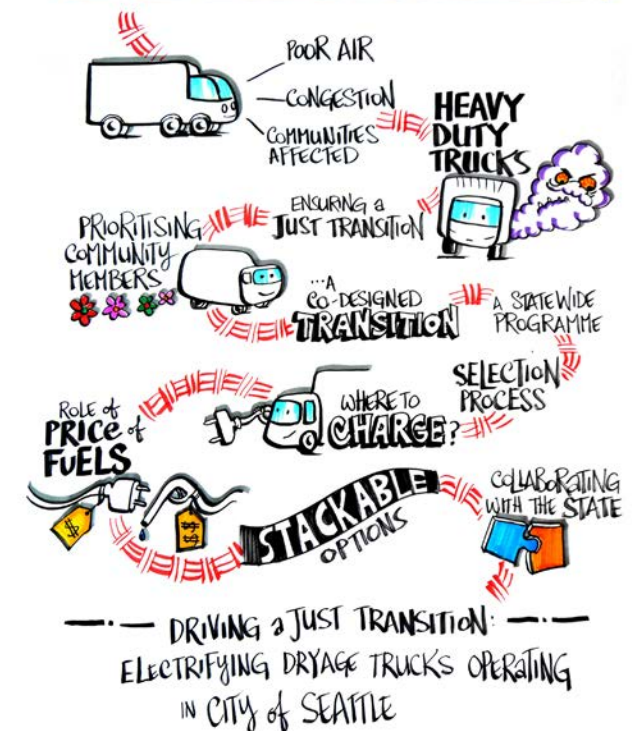 POOR AIR
CONGESTION
COMMUNITIES
AFFECTED
HEAVY
DUTY
TRUCKS
ENSURING a
JUST TRANSITION
PRIORITISING
COMMUNITY
MEMBERS
...A
CO-DESIGNED
TRANSITION
A STATEWIDE
PROGRAMME
SELECTION
PROCESS
WHERE TO
CHARGE?
ROLE of
PRICE of
FUELS
$
$$
STACKABLE
OPTIONS
COLLABORATING
WITH THE STATE
DRIVING a JUST TRANSITION:
ELECTRIFYING DRYAGE TRUCKS OPERATING
IN CITY of SEATTLE